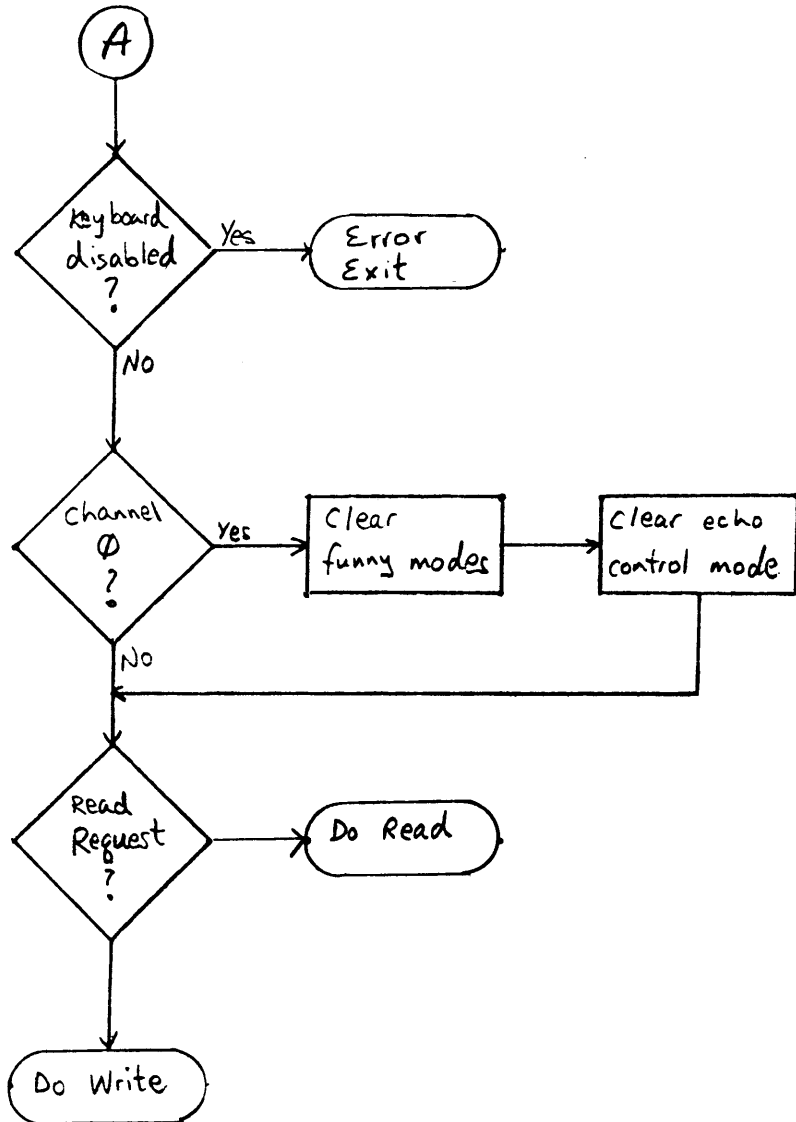 A
Keyboard
disabled
?
Yes
Error
Exit
No
Channel
Ø
?
Yes
Clear
funny modes
Clear echo
control mode
No
Read
Request
?
Do Read
Do Write